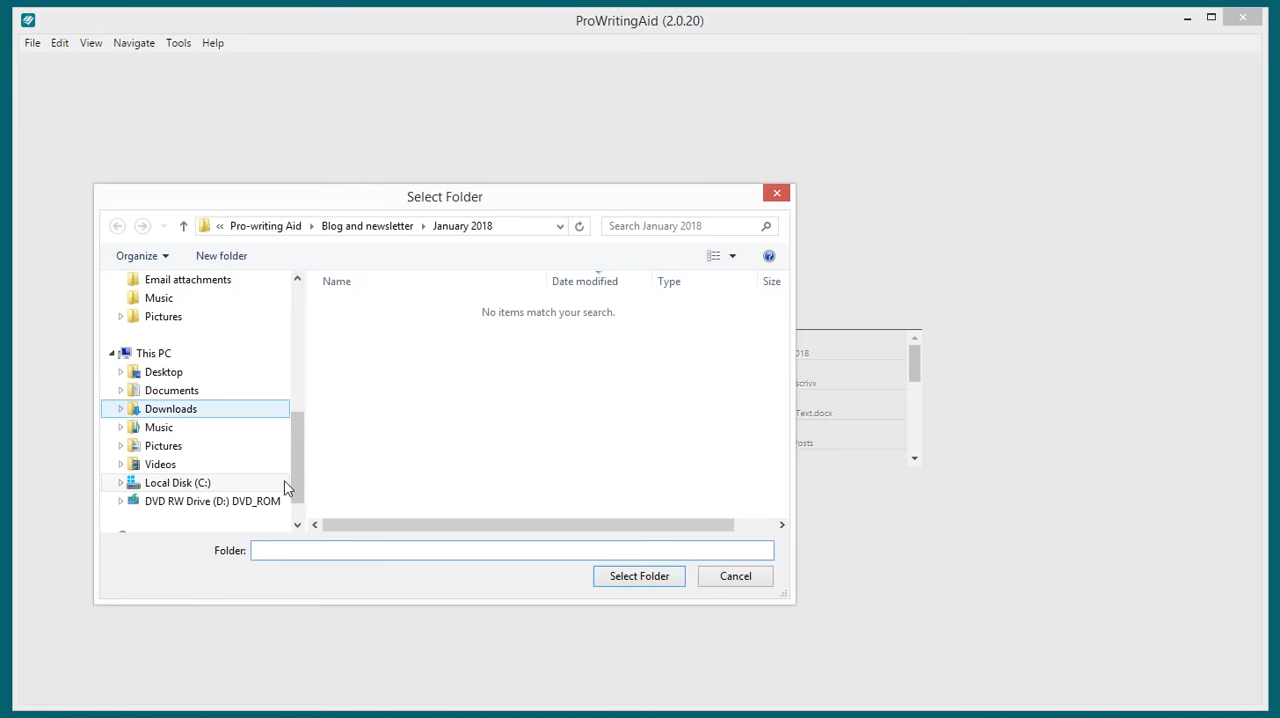 ProWritingAid (2.0.20)
File Edit View Navigate Tools Help
Select Folder
« Pro-writing Aid Blog and newsletter January 2018 Search January 2018
Organize New folder
Email attachments
Music
Pictures
This PC
Desktop
Documents
Downloads
Music
Pictures
Videos
Local Disk (C:)
DVD RW Drive (D:) DVD_ROM
Name Date modified Type Size
No items match your search.
018
scrivx
Text.docx
Folder:
Select Folder Cancel